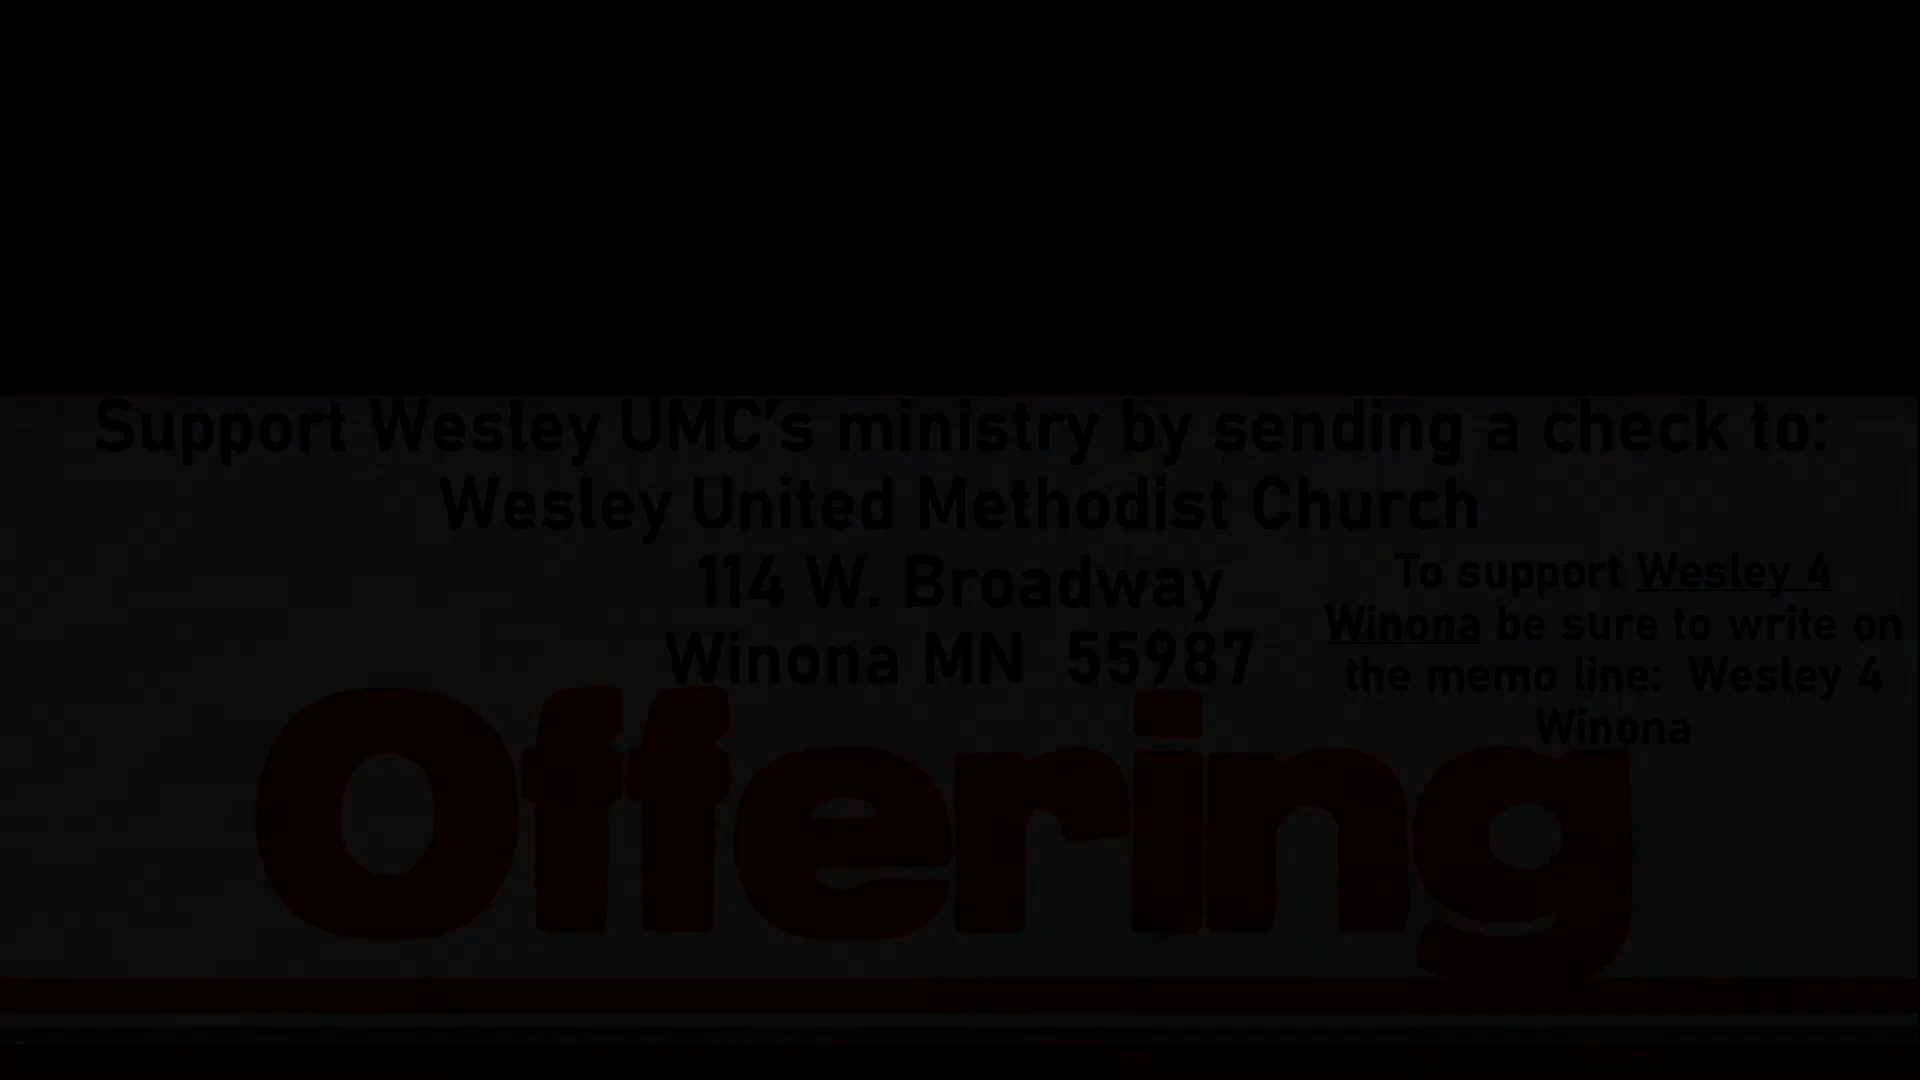 Support Wesley UMC's ministry by sending a check to:
Wesley United Methodist Church
114 W. Broadway
Winona MN  55987
To support Wesley 4
Winona be sure to write on
the memo line:  Wesley 4
Winona
Offering